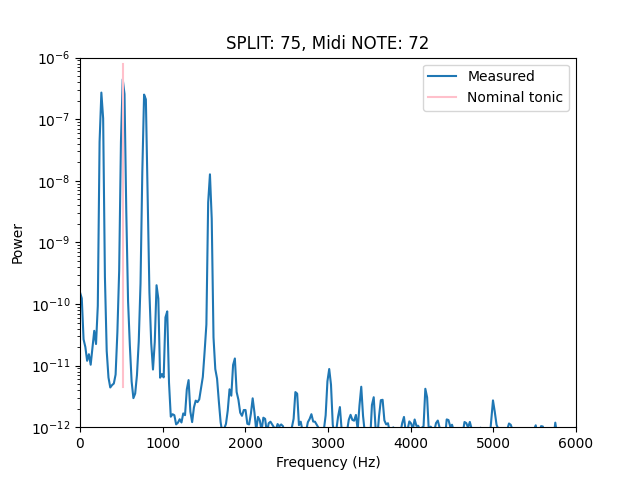 SPLIT: 75, Midi NOTE: 72
Measured
Nominal tonic
Power
10⁻⁶
10⁻⁷
10⁻⁸
10⁻⁹
10⁻¹⁰
10⁻¹¹
10⁻¹²
0 1000 2000 3000 4000 5000 6000
Frequency (Hz)